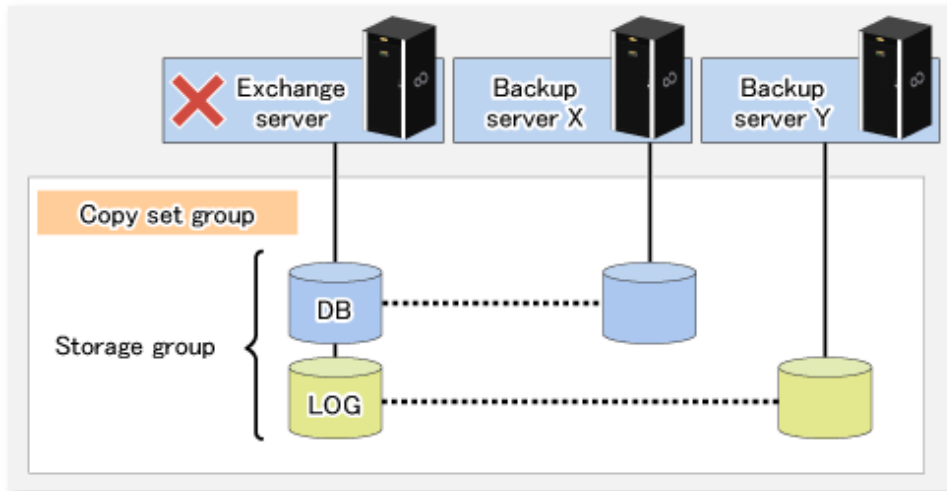 Exchange
server
Backup
server X
Backup
server Y
Copy set group
DB
Storage group
LOG